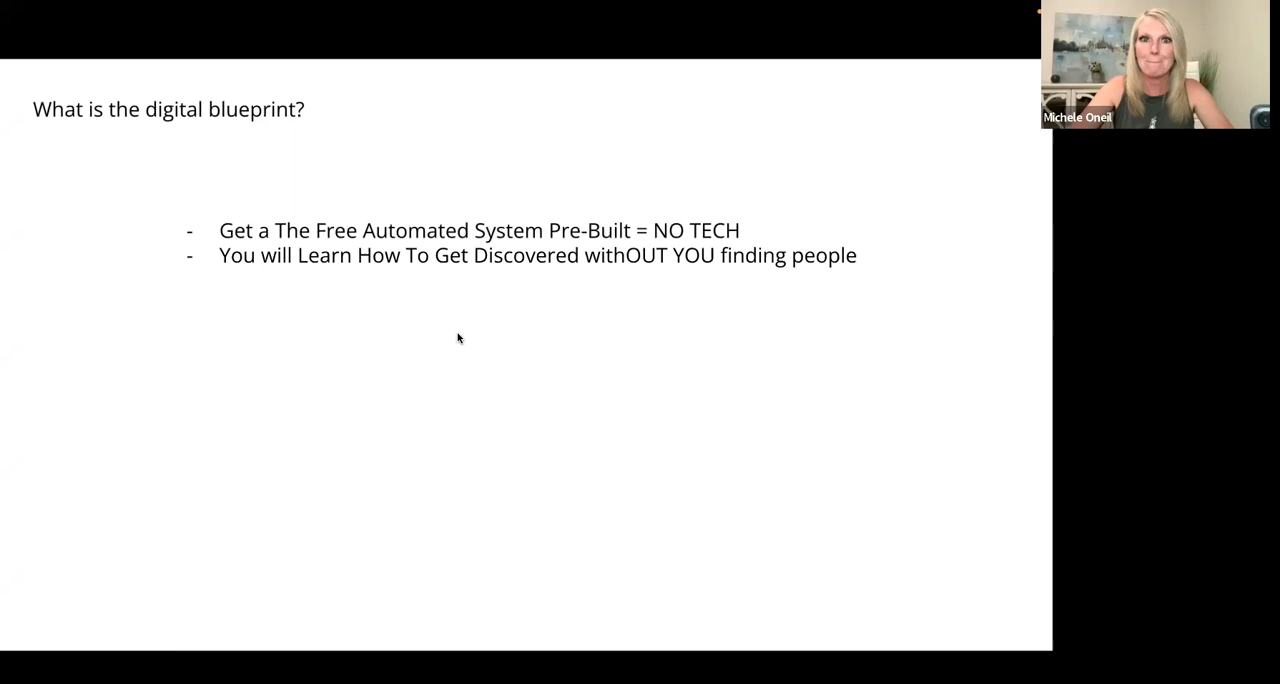 Michele Oneil
What is the digital blueprint?
- Get a The Free Automated System Pre-Built = NO TECH
- You will Learn How To Get Discovered withOUT YOU finding people